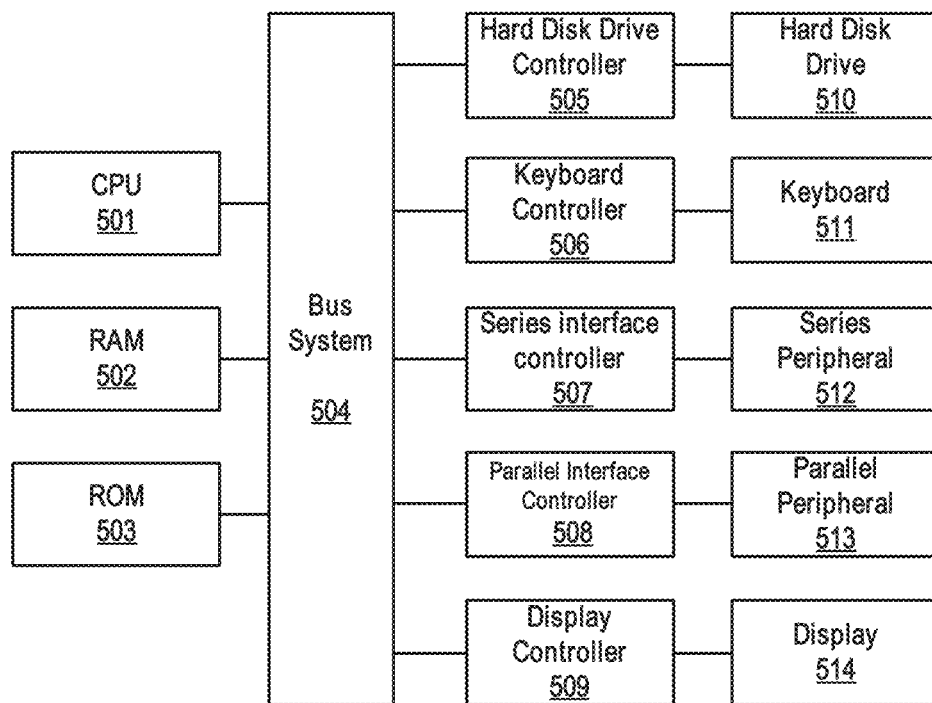 CPU
501
RAM
502
ROM
503
Bus
System
504
Hard Disk Drive
Controller
505
Hard Disk
Drive
510
Keyboard
Controller
506
Keyboard
511
Series interface
controller
507
Series
Peripheral
512
Parallel Interface
Controller
508
Parallel
Peripheral
513
Display
Controller
509
Display
514